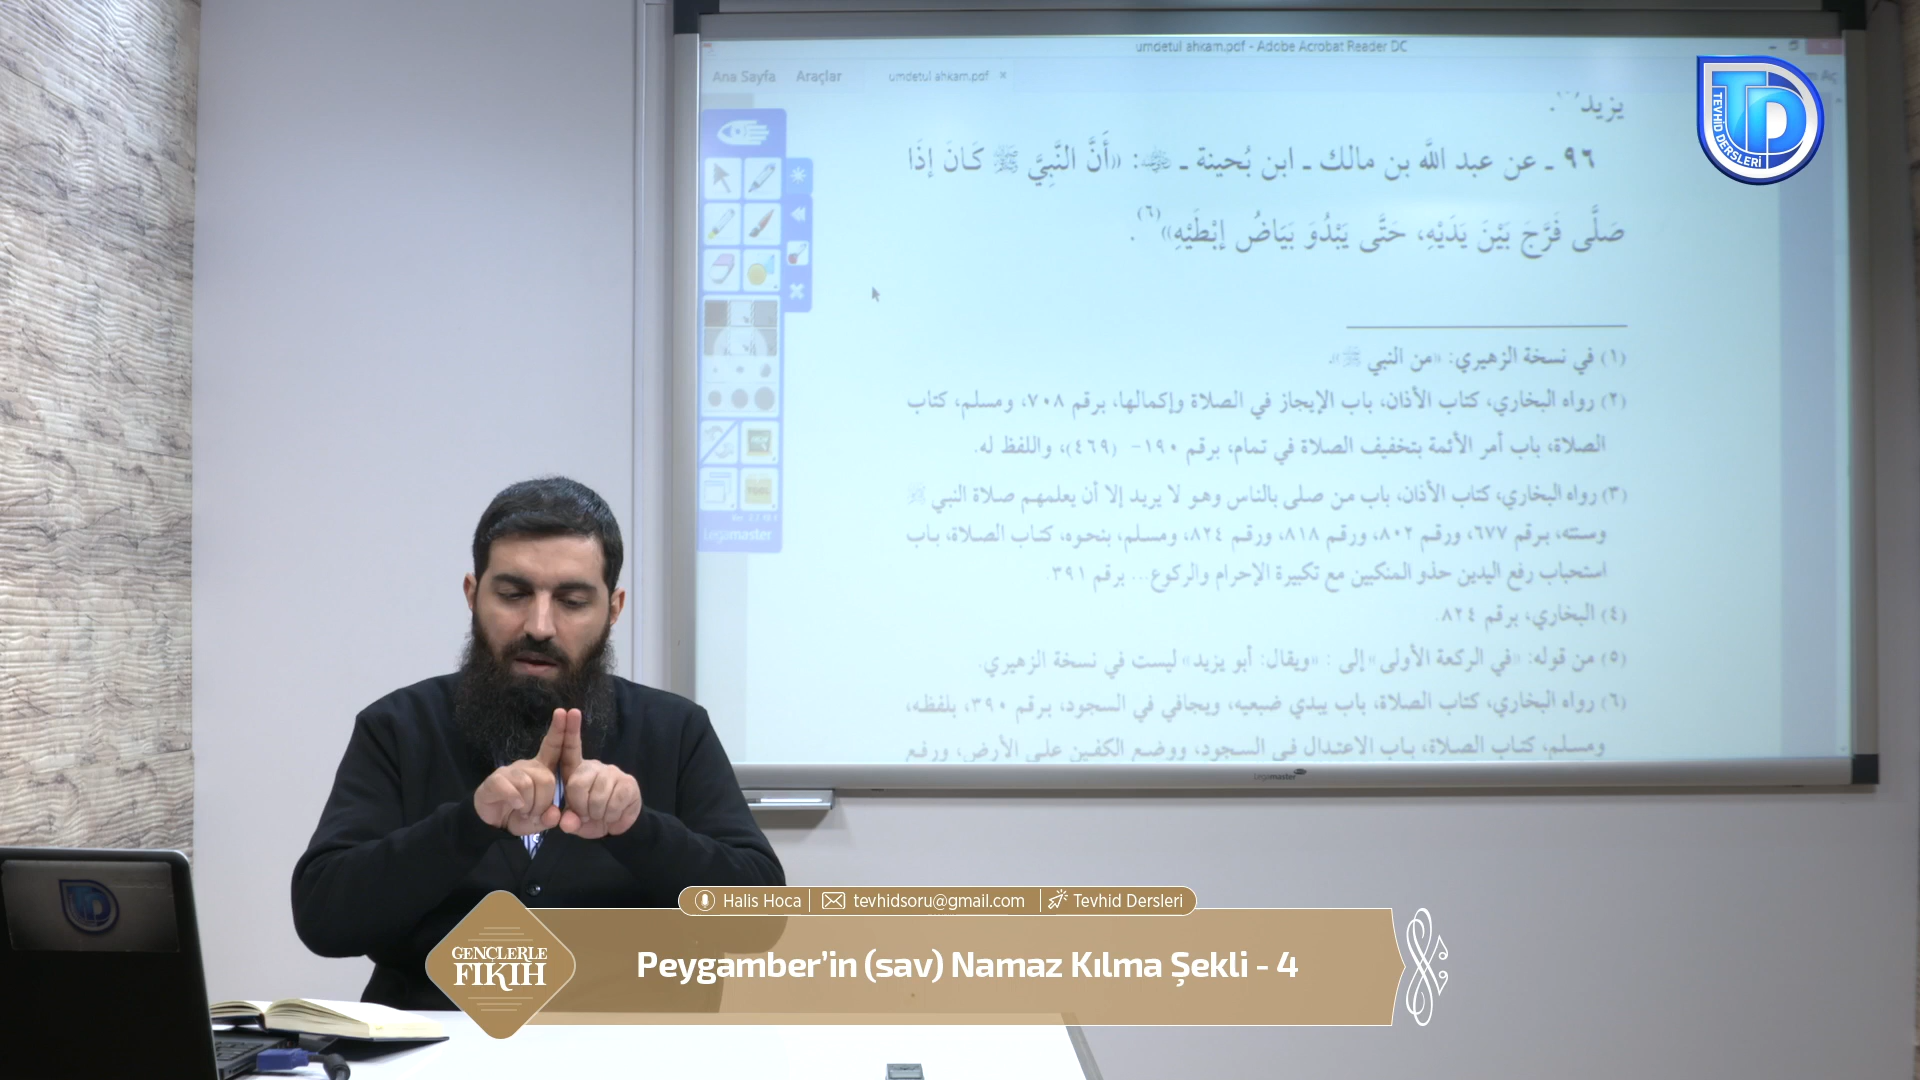 umdetul ahkam.pdf - Adobe Acrobat Reader DC
Ana Sayfa Araçlar umdetul ahkam.pdf ×
TD
TEVHİD DERSLERİ
يزيد
٩٦ ـ عن عبد الله بن مالك ـ ابن بُحينة ـ ﵁: «أَنَّ النَّبِيَّ ﷺ كَانَ إِذَا
صَلَّى فَرَّجَ بَيْنَ يَدَيْهِ، حَتَّى يَبْدُوَ بَيَاضُ إِبْطَيْهِ»(٦).
(١) في نسخة الزهيري: «من النبي ﷺ».
(٢) رواه البخاري، كتاب الأذان، باب الإيجاز في الصلاة وإكمالها، برقم ٧٠٨، ومسلم، كتاب
الصلاة، باب أمر الأئمة بتخفيف الصلاة في تمام، برقم ١٩٠- (٤٦٩)، واللفظ له.
(٣) رواه البخاري، كتاب الأذان، باب من صلى بالناس وهو لا يريد إلا أن يعلمهم صلاة النبي ﷺ
وسنته، برقم ٦٧٧، ورقم ٨٠٢، ورقم ٨١٨، ورقم ٨٢٤، ومسلم، بنحوه، كتاب الصلاة، باب
استحباب رفع اليدين حذو المنكبين مع تكبيرة الإحرام والركوع... برقم ٣٩١.
(٤) البخاري، برقم ٨٢٤.
(٥) من قوله: «في الركعة الأولى» إلى: «ويقال: أبو يزيد» ليست في نسخة الزهيري.
(٦) رواه البخاري، كتاب الصلاة، باب يبدي ضبعيه، ويجافي في السجود، برقم ٣٩٠، بلفظه،
ومسلم، كتاب الصلاة، باب الاعتدال في السجود، ووضع الكفين على الأرض، ورفع
Legamaster
Legamaster
TD
Halis Hoca tevhidsoru@gmail.com Tevhid Dersleri
GENÇLERLE
FIKIH
Peygamber’in (sav) Namaz Kılma Şekli - 4